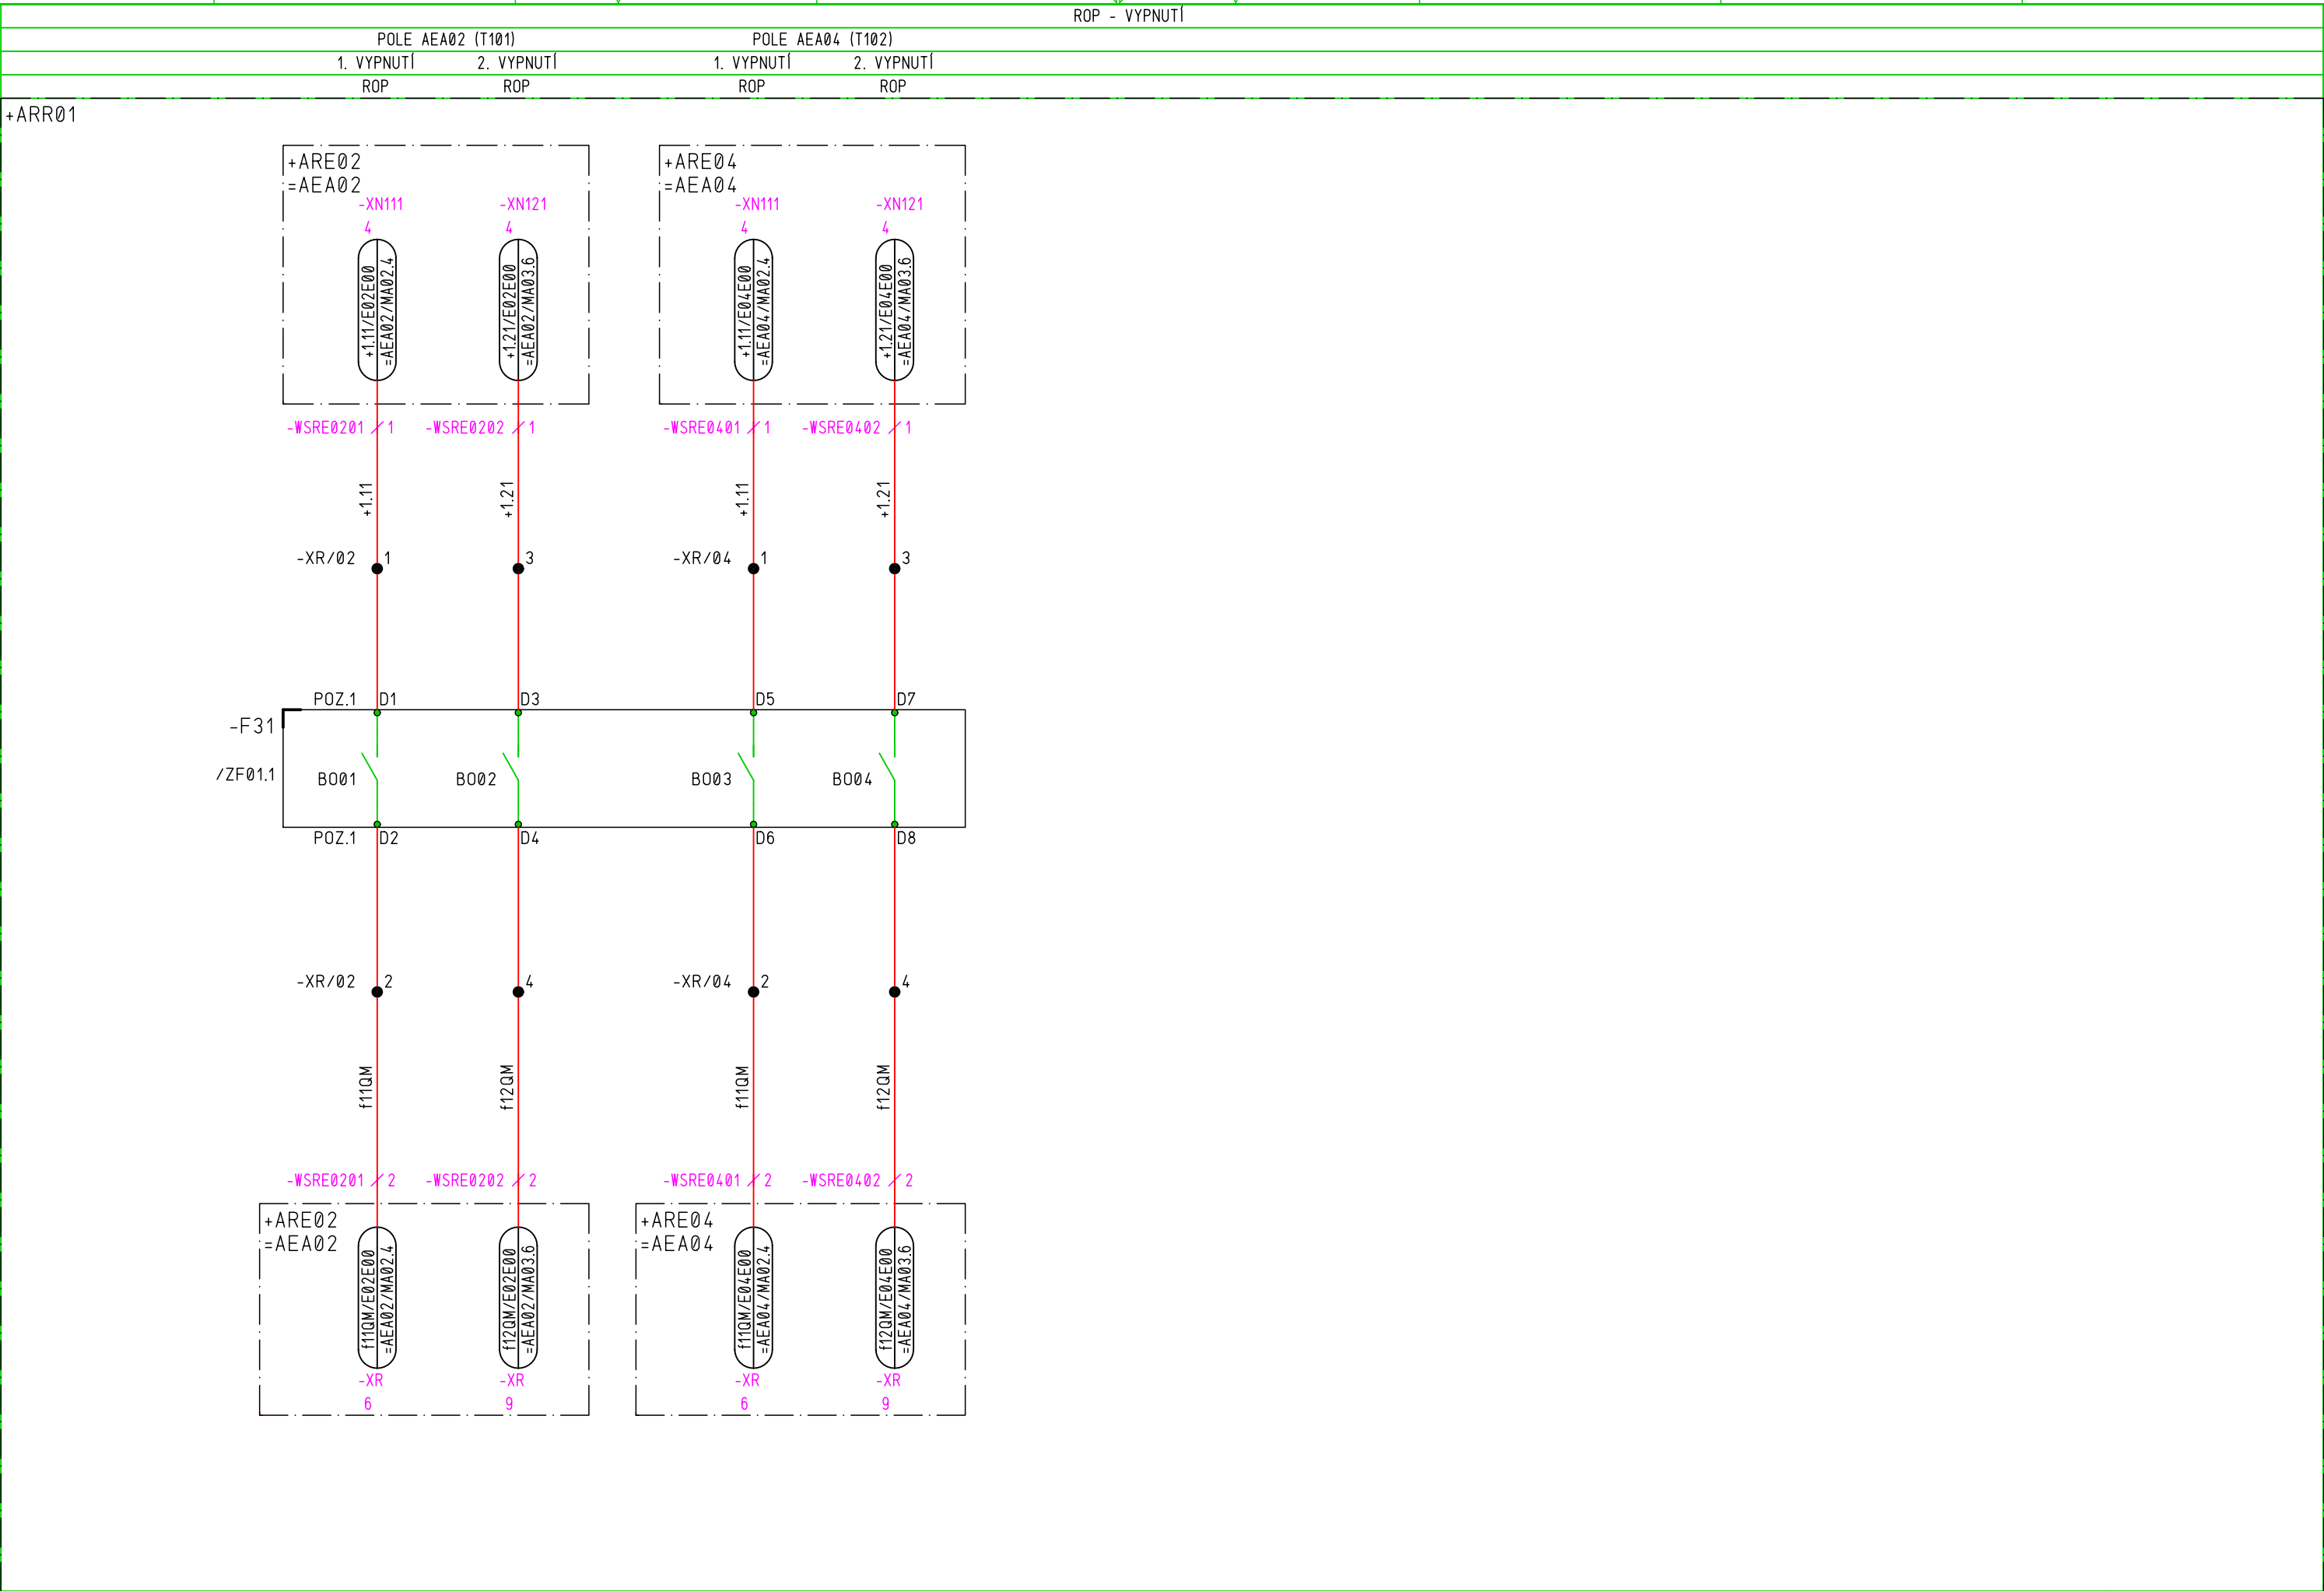 ROP - VYPNUTÍ
POLE AEA02 (T101) POLE AEA04 (T102)
1. VYPNUTÍ 2. VYPNUTÍ 1. VYPNUTÍ 2. VYPNUTÍ
ROP ROP ROP ROP
+ARR01
+ARE02 +ARE04
=AEA02 =AEA04
-XN111 -XN121 -XN111 -XN121
4 4 4 4
+1.11/E02E00
=AEA02/MA02.4
+1.21/E02E00
=AEA02/MA03.6
+1.11/E04E00
=AEA04/MA02.4
+1.21/E04E00
=AEA04/MA03.6
-WSRE0201 1 -WSRE0202 1 -WSRE0401 1 -WSRE0402 1
+1.11 +1.21 +1.11 +1.21
-XR/02 1 3 -XR/04 1 3
POZ.1 D1 D3 D5 D7
-F31
/ZF01.1 BO01 BO02 BO03 BO04
POZ.1 D2 D4 D6 D8
-XR/02 2 4 -XR/04 2 4
f11QM f12QM f11QM f12QM
-WSRE0201 2 -WSRE0202 2 -WSRE0401 2 -WSRE0402 2
+ARE02 +ARE04
=AEA02 =AEA04
f11QM/E02E00
=AEA02/MA02.4
f12QM/E02E00
=AEA02/MA03.6
f11QM/E04E00
=AEA04/MA02.4
f12QM/E04E00
=AEA04/MA03.6
-XR -XR -XR -XR
6 9 6 9